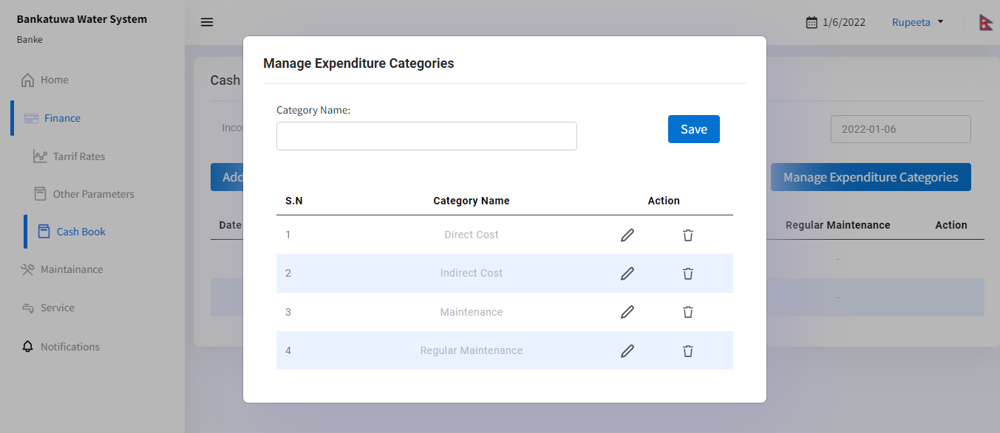 Bankatuwa Water System
Banke
1/6/2022
Rupeeta
Home
Finance
Tarrif Rates
Other Parameters
Cash Book
Maintainance
Service
Notifications
Cash
2022-01-06
Add
Manage Expenditure Categories
Date
Regular Maintenance
Action
-
-
Manage Expenditure Categories
Category Name:
Save
S.N
Category Name
Action
1
Direct Cost
2
Indirect Cost
3
Maintenance
4
Regular Maintenance